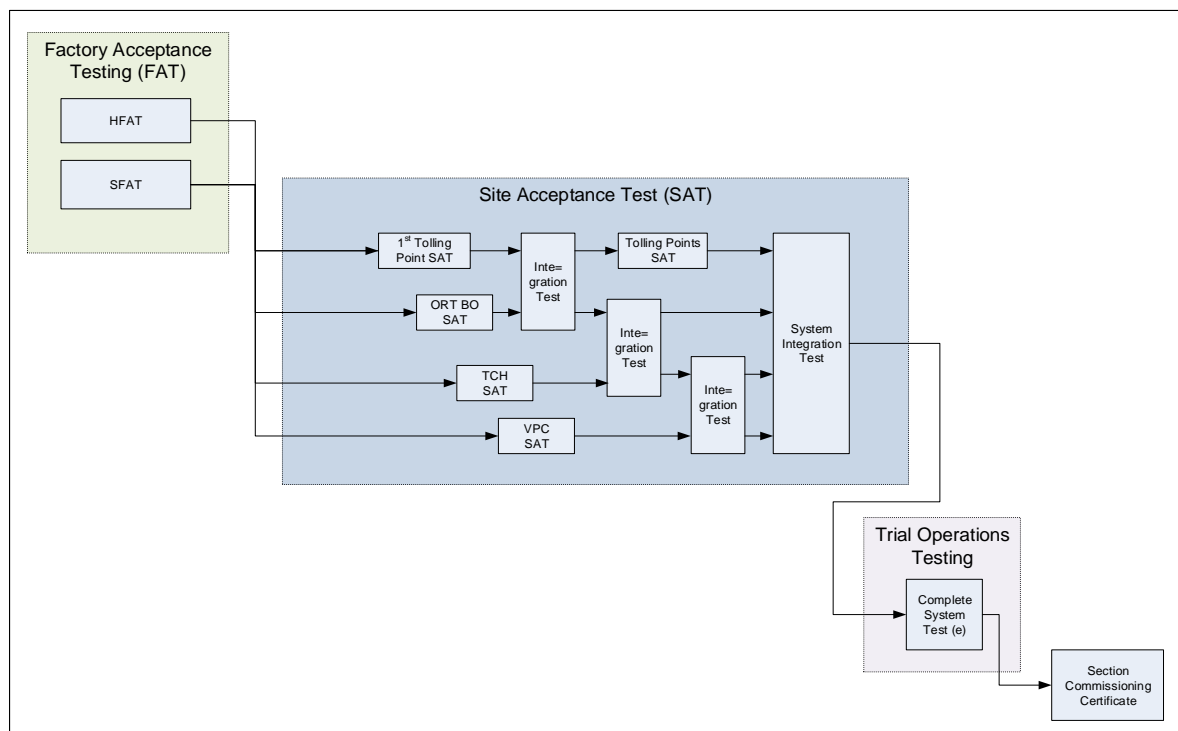 Factory Acceptance
Testing (FAT)
HFAT
SFAT
Site Acceptance Test (SAT)
1st Tolling
Point SAT
Inte=
gration
Test
Tolling Points
SAT
System
Integration
Test
ORT BO
SAT
Inte=
gration
Test
TCH
SAT
Inte=
gration
Test
VPC
SAT
Trial Operations
Testing
Complete
System
Test (e)
Section
Commissioning
Certificate